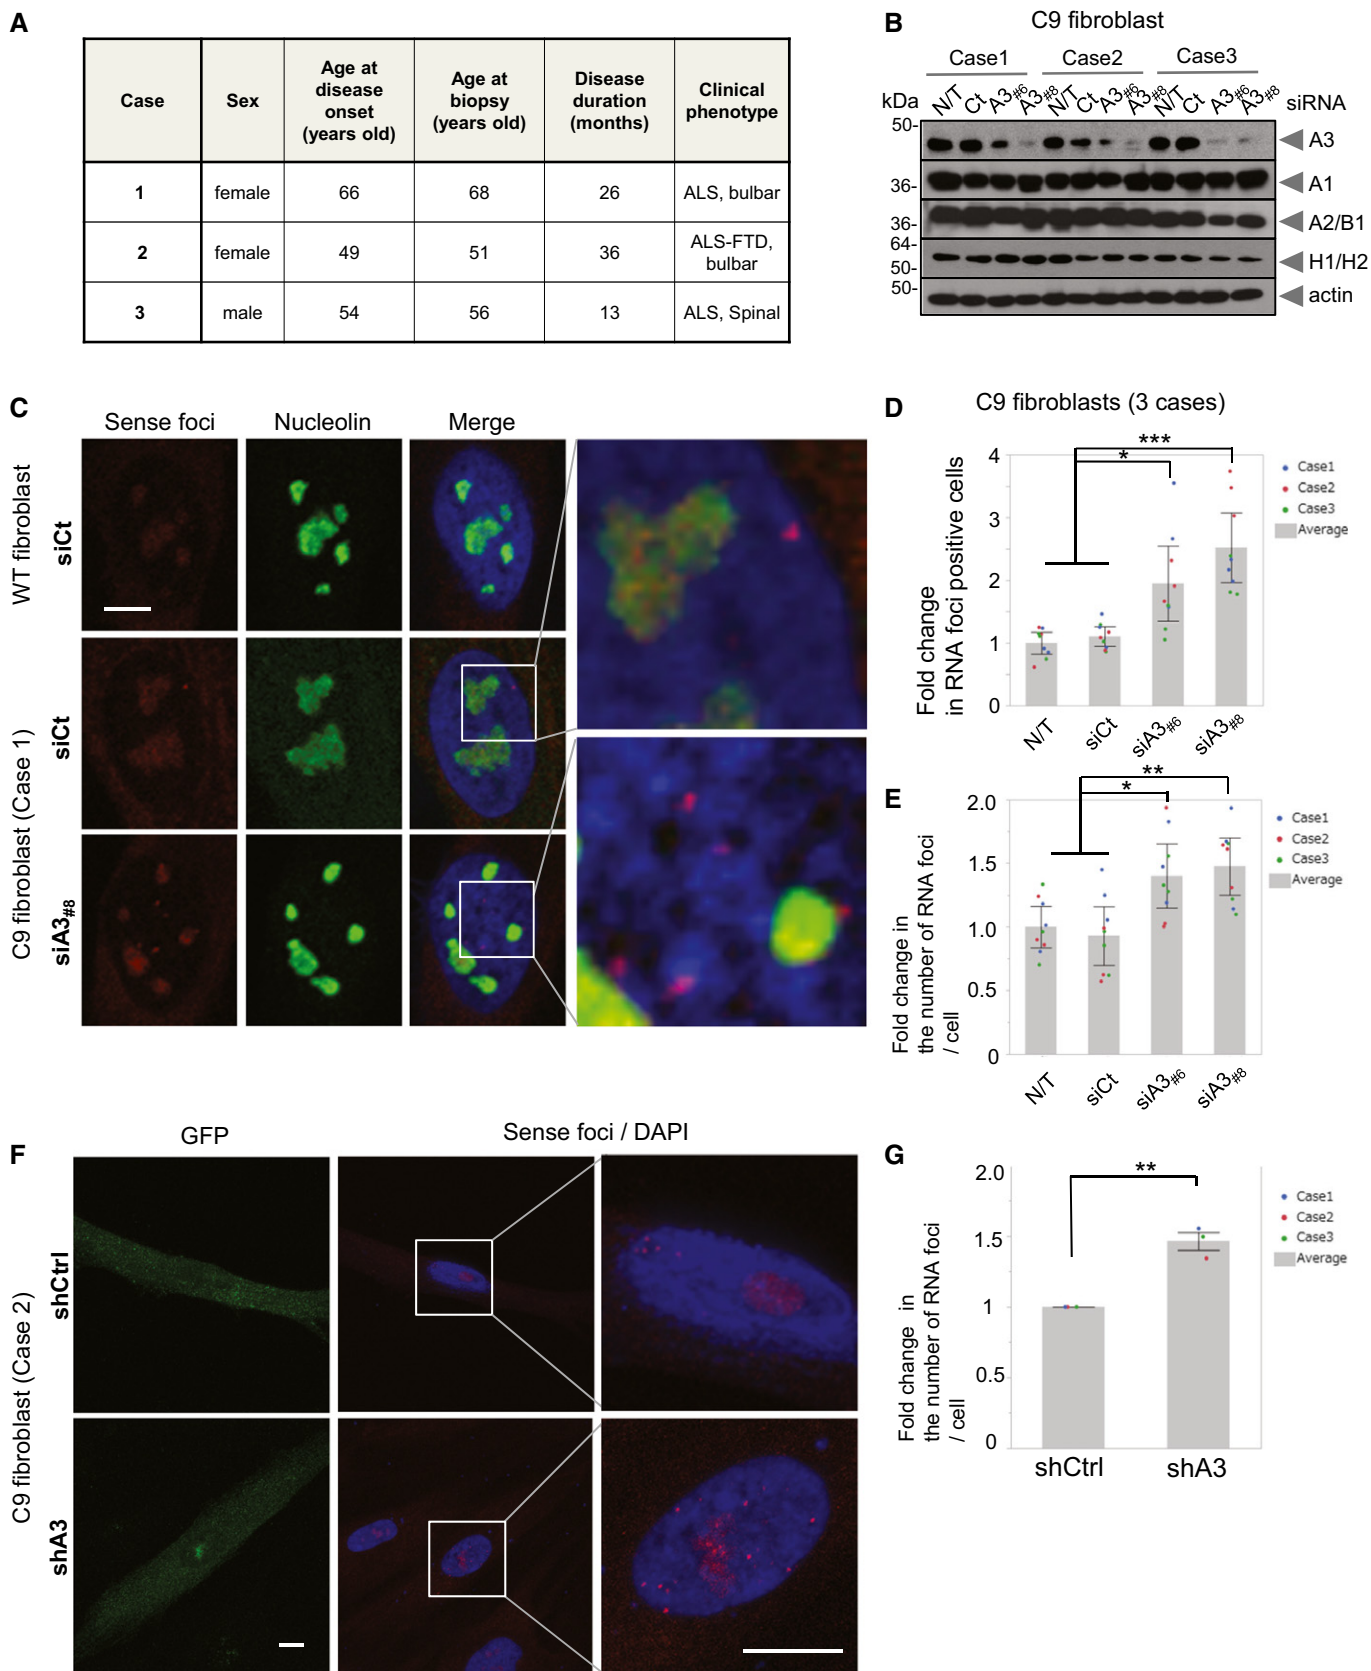 A
Case Sex Age at disease onset (years old) Age at biopsy (years old) Disease duration (months) Clinical phenotype
1 female 66 68 26 ALS, bulbar
2 female 49 51 36 ALS-FTD, bulbar
3 male 54 56 13 ALS, Spinal
B
C9 fibroblast
Case1 Case2 Case3
kDa N/T Ct A3#6 A3#8 N/T Ct A3#6 A3#8 N/T Ct A3#6 A3#8 siRNA
50-
A3
36-
A1
36-
A2/B1
64-
50-
H1/H2
50-
actin
C
Sense foci Nucleolin Merge
WT fibroblast
siCt
C9 fibroblast (Case 1)
siCt
siA3#8
D
C9 fibroblasts (3 cases)
Fold change
in RNA foci positive cells
4
3
2
1
0
*
***
N/T siCt siA3#6 siA3#8
Case1
Case2
Case3
Average
E
Fold change in
the number of RNA foci
/ cell
2.0
1.5
1.0
0.5
0
*
**
N/T siCt siA3#6 siA3#8
Case1
Case2
Case3
Average
F
GFP Sense foci / DAPI
C9 fibroblast (Case 2)
shCtrl
shA3
G
Fold change in
the number of RNA foci
/ cell
2.0
1.5
1
0.5
0
**
shCtrl shA3
Case1
Case2
Case3
Average